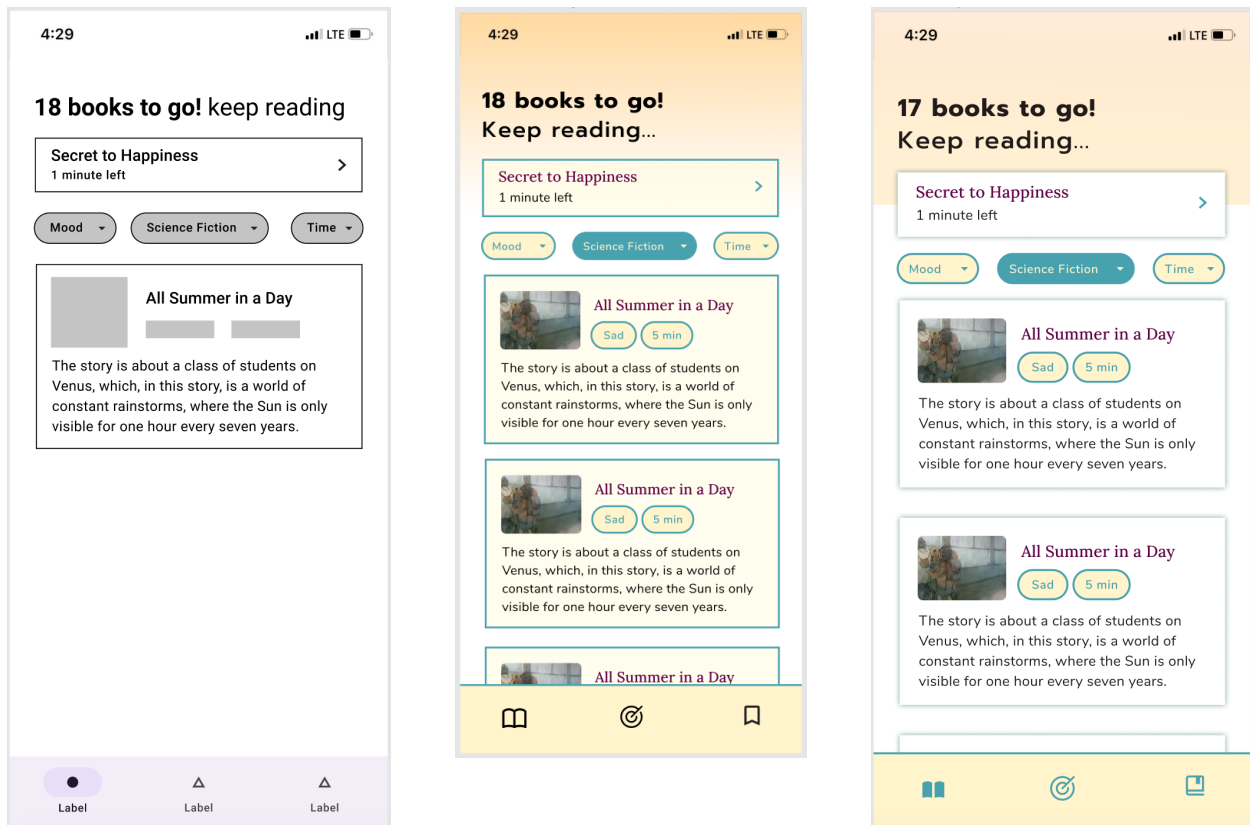 4:29
LTE
18 books to go! keep reading
Secret to Happiness
1 minute left
Mood
Science Fiction
Time
All Summer in a Day
The story is about a class of students on
Venus, which, in this story, is a world of
constant rainstorms, where the Sun is only
visible for one hour every seven years.
Label
Label
Label
4:29
LTE
18 books to go!
Keep reading...
Secret to Happiness
1 minute left
Mood
Science Fiction
Time
All Summer in a Day
Sad
5 min
The story is about a class of students on
Venus, which, in this story, is a world of
constant rainstorms, where the Sun is only
visible for one hour every seven years.
All Summer in a Day
Sad
5 min
The story is about a class of students on
Venus, which, in this story, is a world of
constant rainstorms, where the Sun is only
visible for one hour every seven years.
All Summer in a Day
4:29
LTE
17 books to go!
Keep reading...
Secret to Happiness
1 minute left
Mood
Science Fiction
Time
All Summer in a Day
Sad
5 min
The story is about a class of students on
Venus, which, in this story, is a world of
constant rainstorms, where the Sun is only
visible for one hour every seven years.
All Summer in a Day
Sad
5 min
The story is about a class of students on
Venus, which, in this story, is a world of
constant rainstorms, where the Sun is only
visible for one hour every seven years.